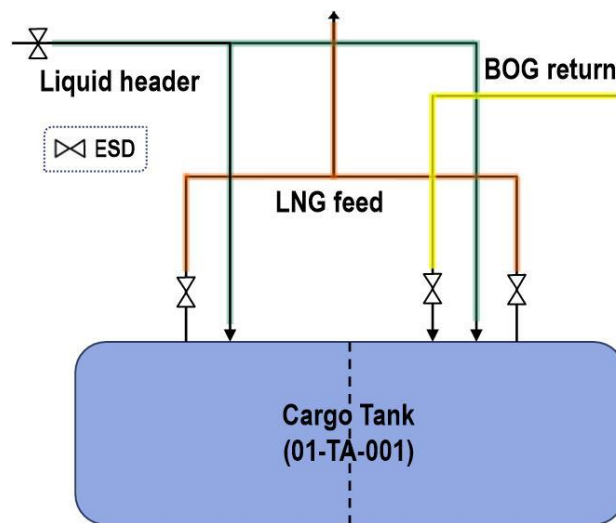 Liquid header
BOG return
ESD
LNG feed
Cargo Tank
(01-TA-001)